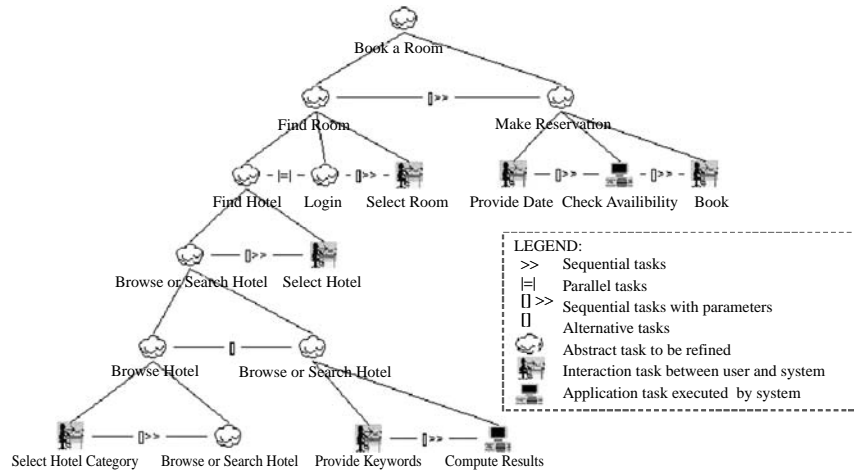 Book a Room
[]>>
Find Room
Make Reservation
|=|
[]>>
[]>>
[]>>
Find Hotel
Login
Select Room
Provide Date
Check Availibility
Book
[]>>
Browse or Search Hotel
Select Hotel
LEGEND:
>> Sequential tasks
|=| Parallel tasks
[] >> Sequential tasks with parameters
[] Alternative tasks
Abstract task to be refined
Interaction task between user and system
Application task executed by system
[]
Browse Hotel
Browse or Search Hotel
[]>>
[]>>
Select Hotel Category
Browse or Search Hotel
Provide Keywords
Compute Results